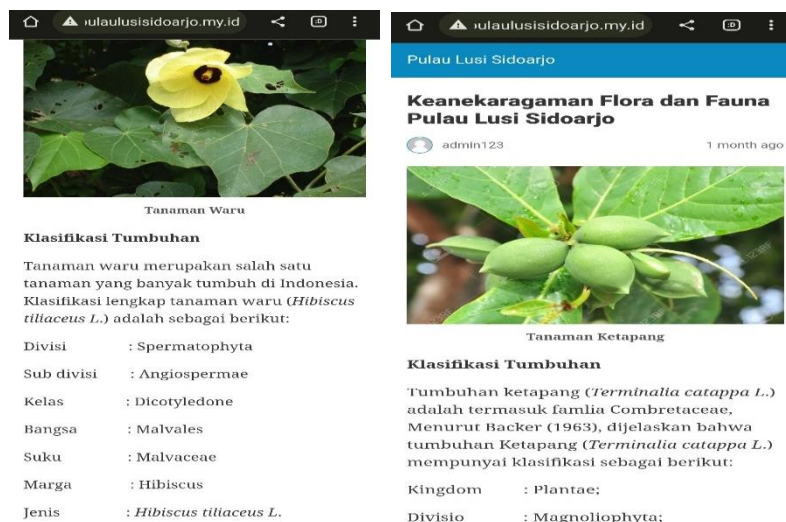 ulaulusisidoarjo.my.id
:D
Tanaman Waru
Klasifikasi Tumbuhan
Tanaman waru merupakan salah satu
tanaman yang banyak tumbuh di Indonesia.
Klasifikasi lengkap tanaman waru (Hibiscus
tiliaceus L.) adalah sebagai berikut:
Divisi : Spermatophyta
Sub divisi : Angiospermae
Kelas : Dicotyledone
Bangsa : Malvales
Suku : Malvaceae
Marga : Hibiscus
Jenis : Hibiscus tiliaceus L.
ulaulusisidoarjo.my.id
:D
Pulau Lusi Sidoarjo
Keanekaragaman Flora dan Fauna
Pulau Lusi Sidoarjo
admin123 1 month ago
Tanaman Ketapang
Klasifikasi Tumbuhan
Tumbuhan ketapang (Terminalia catappa L.)
adalah termasuk famlia Combretaceae,
Menurut Backer (1963), dijelaskan bahwa
tumbuhan Ketapang (Terminalia catappa L.)
mempunyai klasifikasi sebagai berikut:
Kingdom : Plantae;
Divisio : Magnoliophyta;